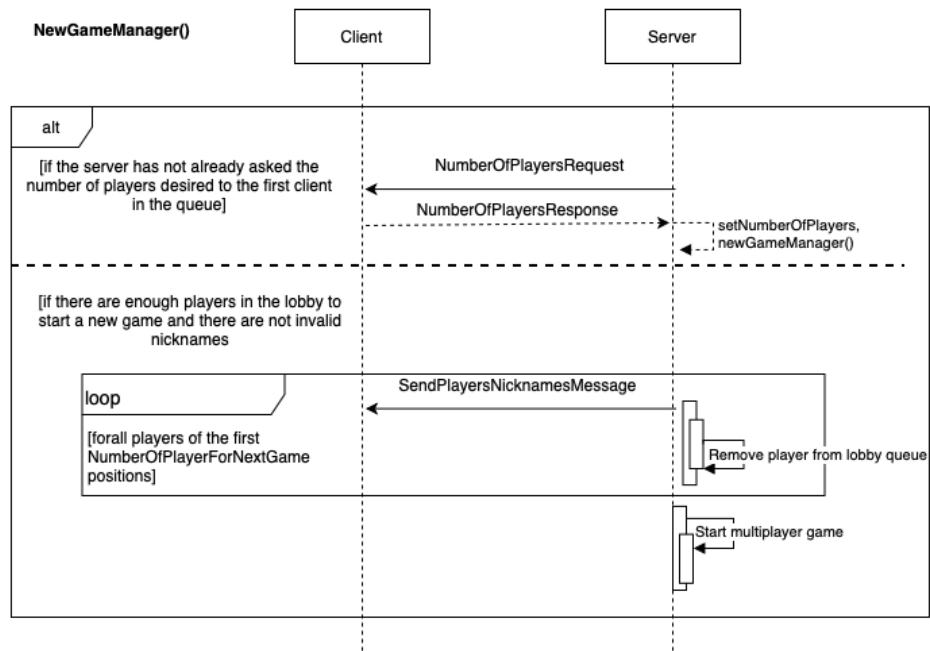 NewGameManager()
Client
Server
alt
[if the server has not already asked the
number of players desired to the first client
in the queue]
NumberOfPlayersRequest
NumberOfPlayersResponse
setNumberOfPlayers,
newGameManager()
[if there are enough players in the lobby to
start a new game and there are not invalid
nicknames
loop
SendPlayersNicknamesMessage
[forall players of the first
NumberOfPlayerForNextGame
positions]
Remove player from lobby queue
Start multiplayer game